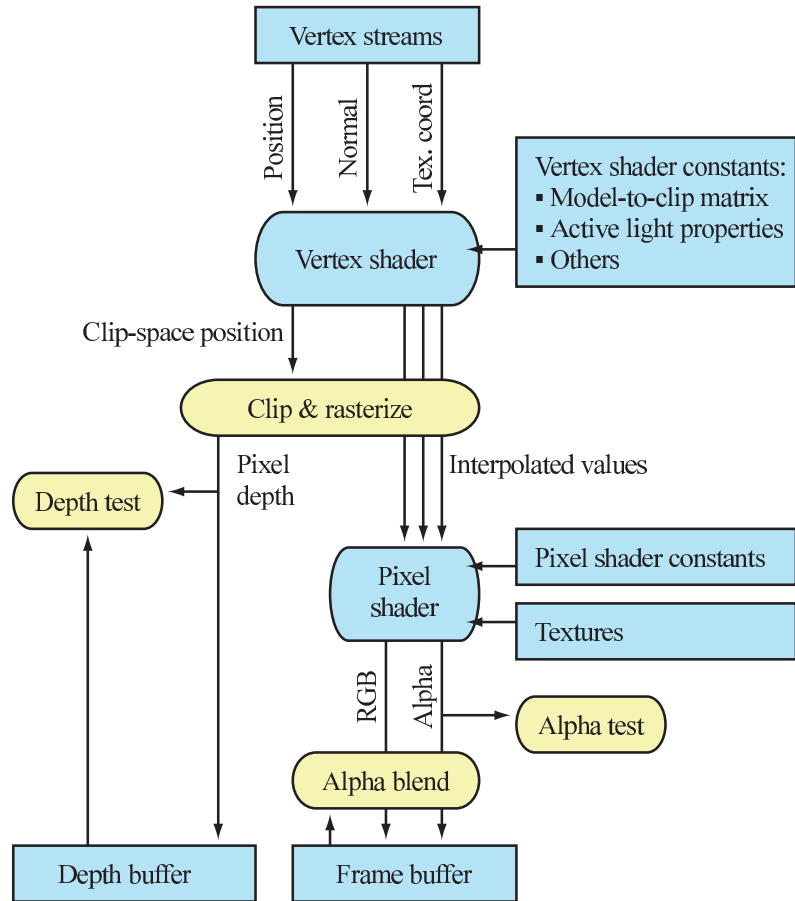 Vertex streams
Position
Normal
Tex. coord
Vertex shader constants:
▪ Model-to-clip matrix
▪ Active light properties
▪ Others
Vertex shader
Clip-space position
Clip & rasterize
Pixel
depth
Interpolated values
Depth test
Pixel
shader
Pixel shader constants
Textures
RGB
Alpha
Alpha test
Alpha blend
Depth buffer
Frame buffer